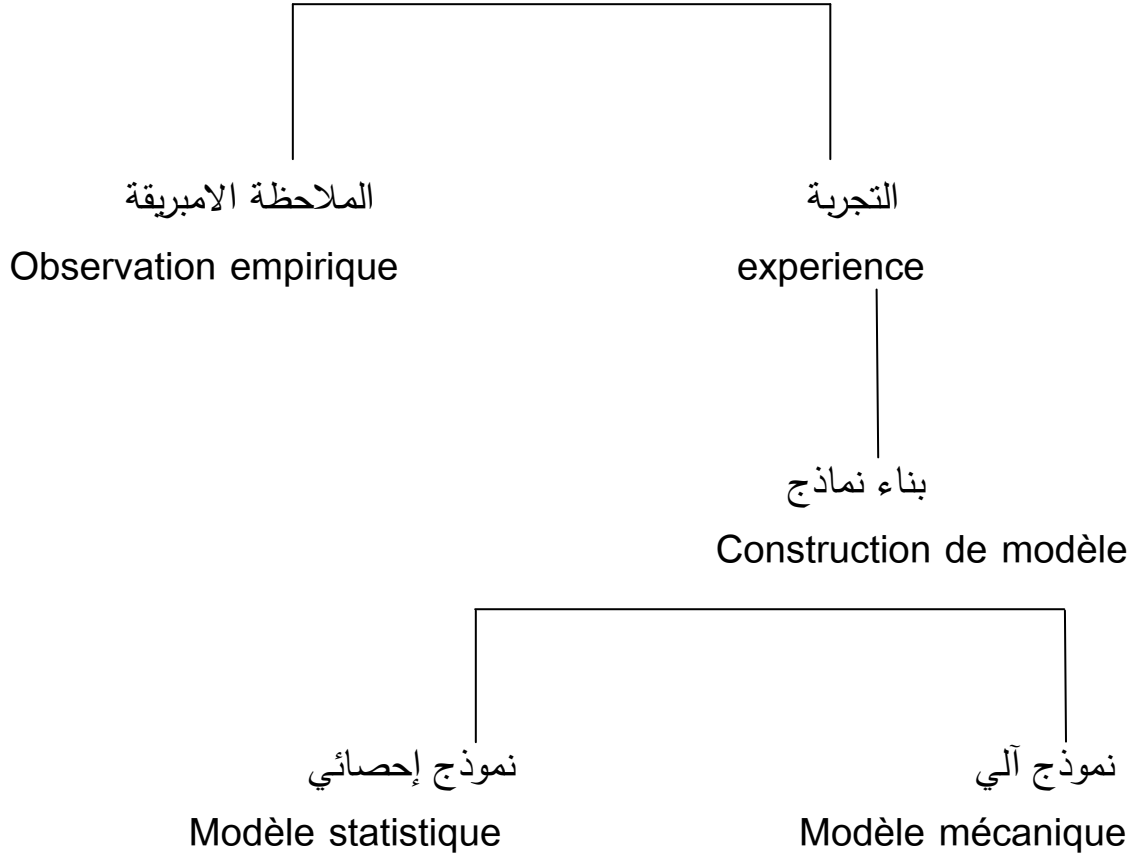 التجربة
experience
الملاحظة الامبريقة
Observation empirique
بناء نماذج
Construction de modèle
نموذج آلي
Modèle mécanique
نموذج إحصائي
Modèle statistique